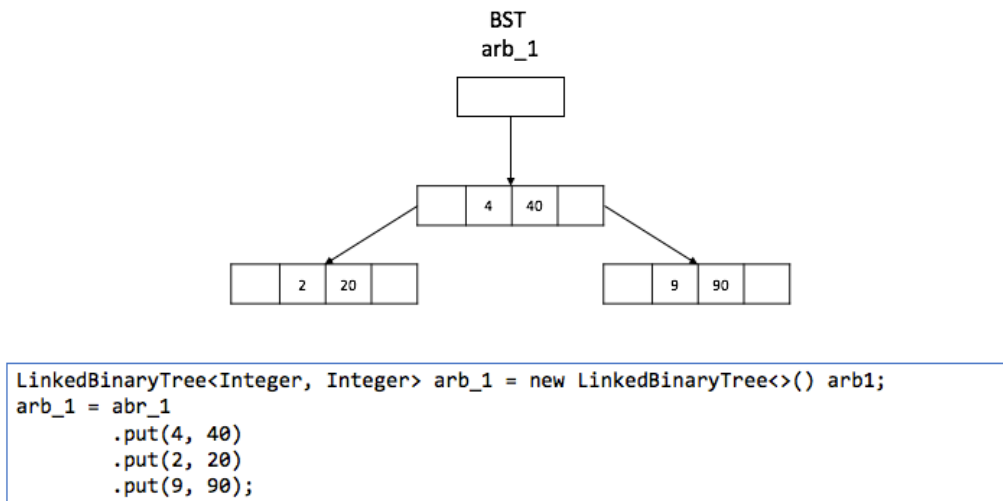 BST
arb_1
4 40
2 20 9 90
LinkedBinaryTree<Integer, Integer> arb_1 = new LinkedBinaryTree<>() arb1;
arb_1 = abr_1
.put(4, 40)
.put(2, 20)
.put(9, 90);